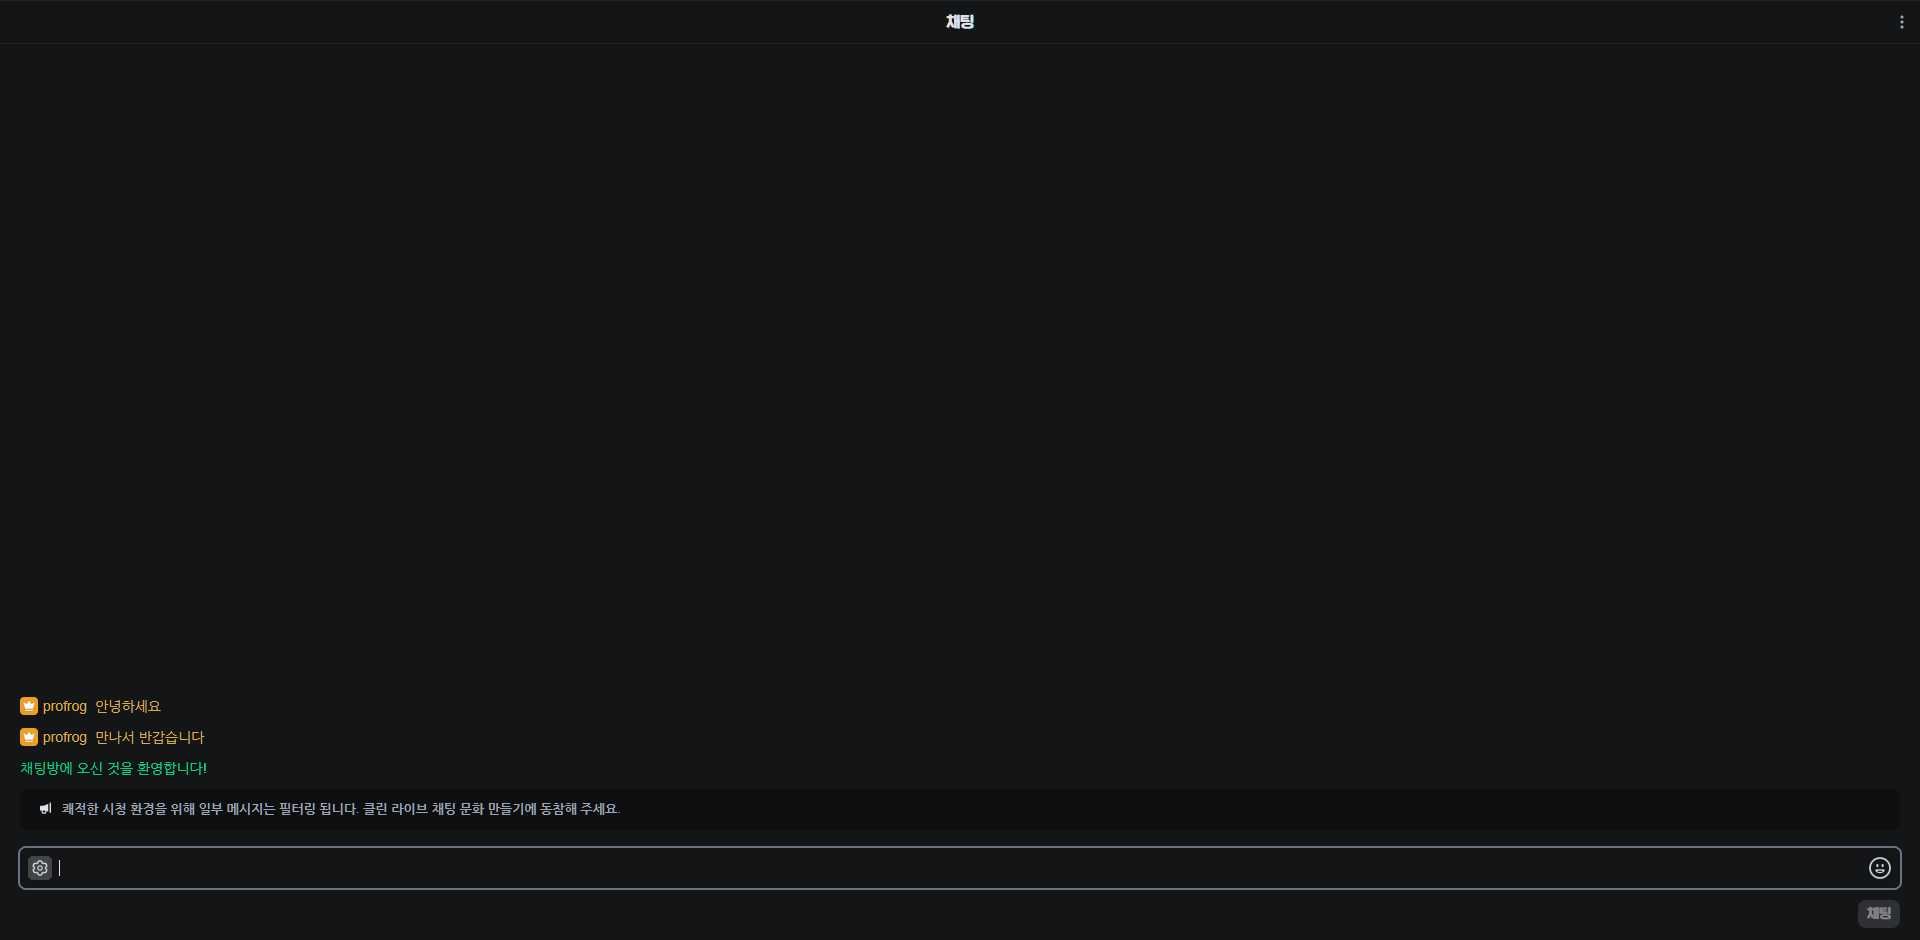 채팅
profrog 안녕하세요
profrog 만나서 반갑습니다
채팅방에 오신 것을 환영합니다!
쾌적한 시청 환경을 위해 일부 메시지는 필터링 됩니다. 클린 라이브 채팅 문화 만들기에 동참해 주세요.
채팅